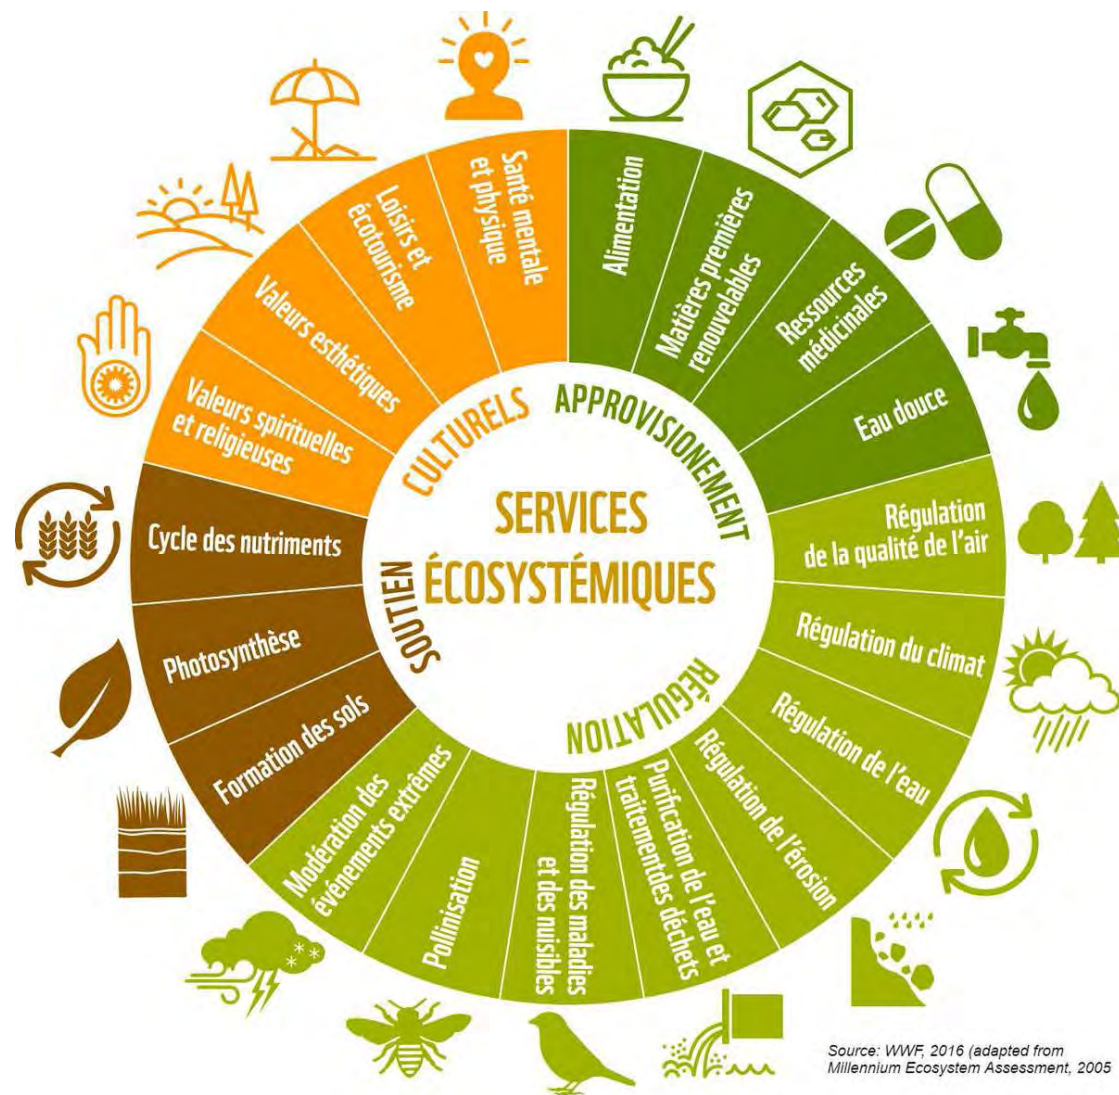 SERVICES
ÉCOSYSTÉMIQUES
APPROVISIONEMENT
Alimentation
Matières premières
renouvelables
Ressources
médicinales
Eau douce
RÉGULATION
Régulation
de la qualité de l'air
Régulation du climat
Régulation de l'eau
Régulation de l'érosion
Purification de l'eau et
traitementdes déchets
Régulation des maladies
et des nuisibles
Pollinisation
Modération des
événements extrêmes
SOUTIEN
Formation des sols
Photosynthèse
Cycle des nutriments
CULTURELS
Valeurs spirituelles
et religieuses
Valeurs esthétiques
Loisirs et
écotourisme
Santé mentale
et physique
Source: WWF, 2016 (adapted from
Millennium Ecosystem Assessment, 2005